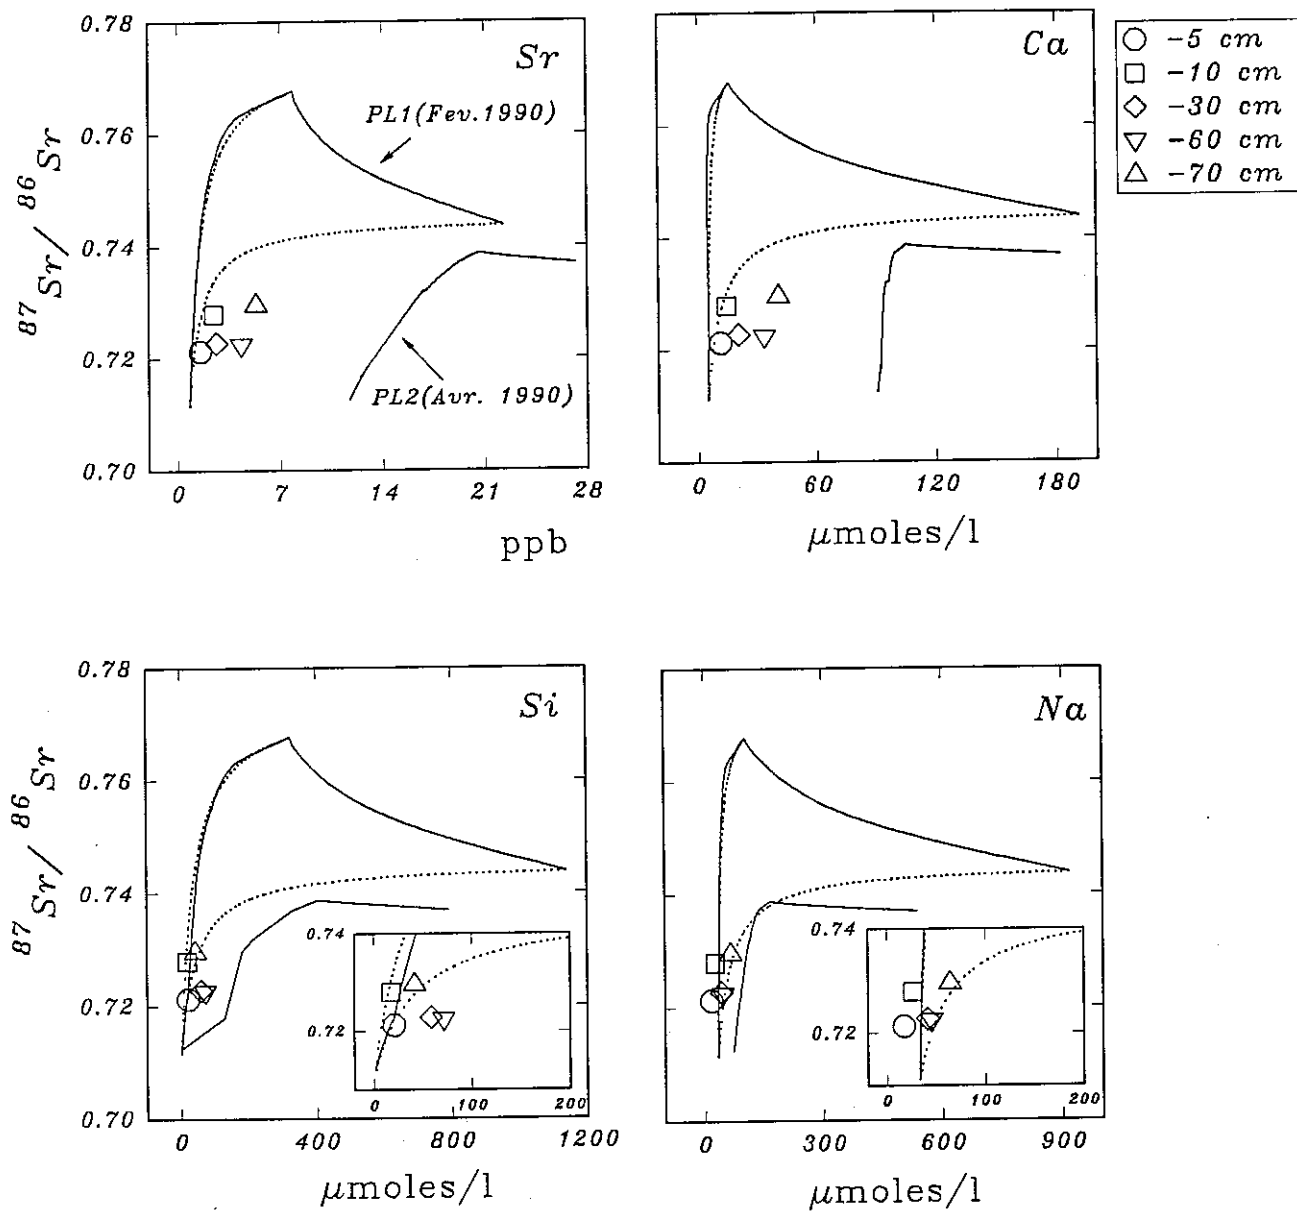 0.78
0.76
0.74
0.72
0.70
87Sr/ 86Sr
Sr
PL1(Fev.1990)
PL2(Avr. 1990)
0 7 14 21 28
ppb
Ca
0 60 120 180
μmoles/l
-5 cm
-10 cm
-30 cm
-60 cm
-70 cm
0.78
0.76
0.74
0.72
0.70
87Sr/ 86Sr
Si
0.74
0.72
0 100 200
0 400 800 1200
μmoles/l
Na
0.74
0.72
0 100 200
0 300 600 900
μmoles/l